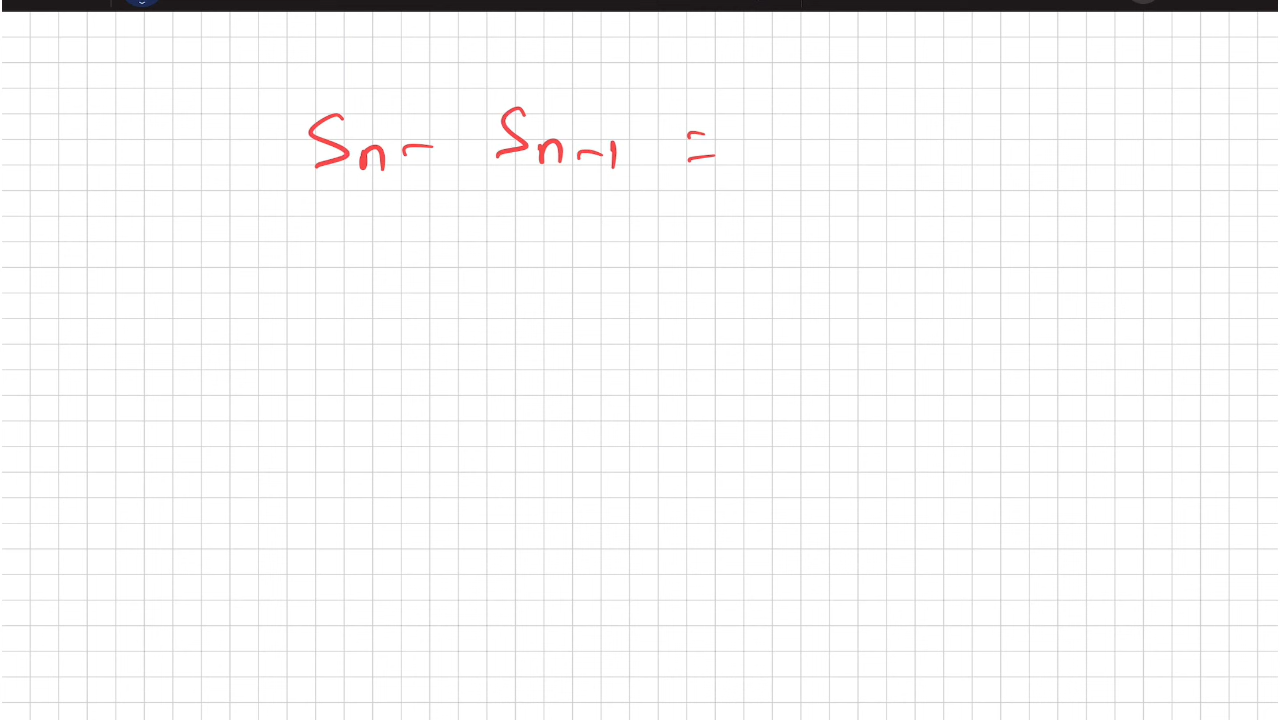 Sₙ − Sₙ₋₁ =